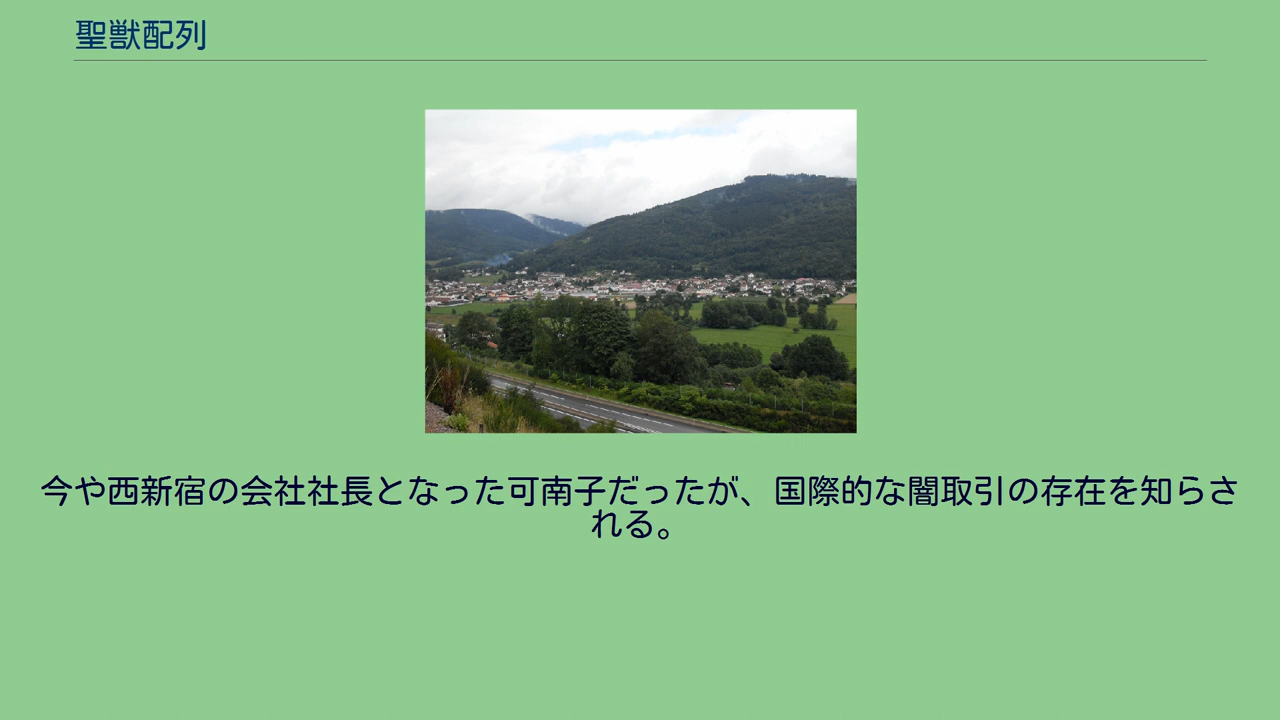 聖獣配列
今や西新宿の会社社長となった可南子だったが、国際的な闇取引の存在を知らさ
れる。